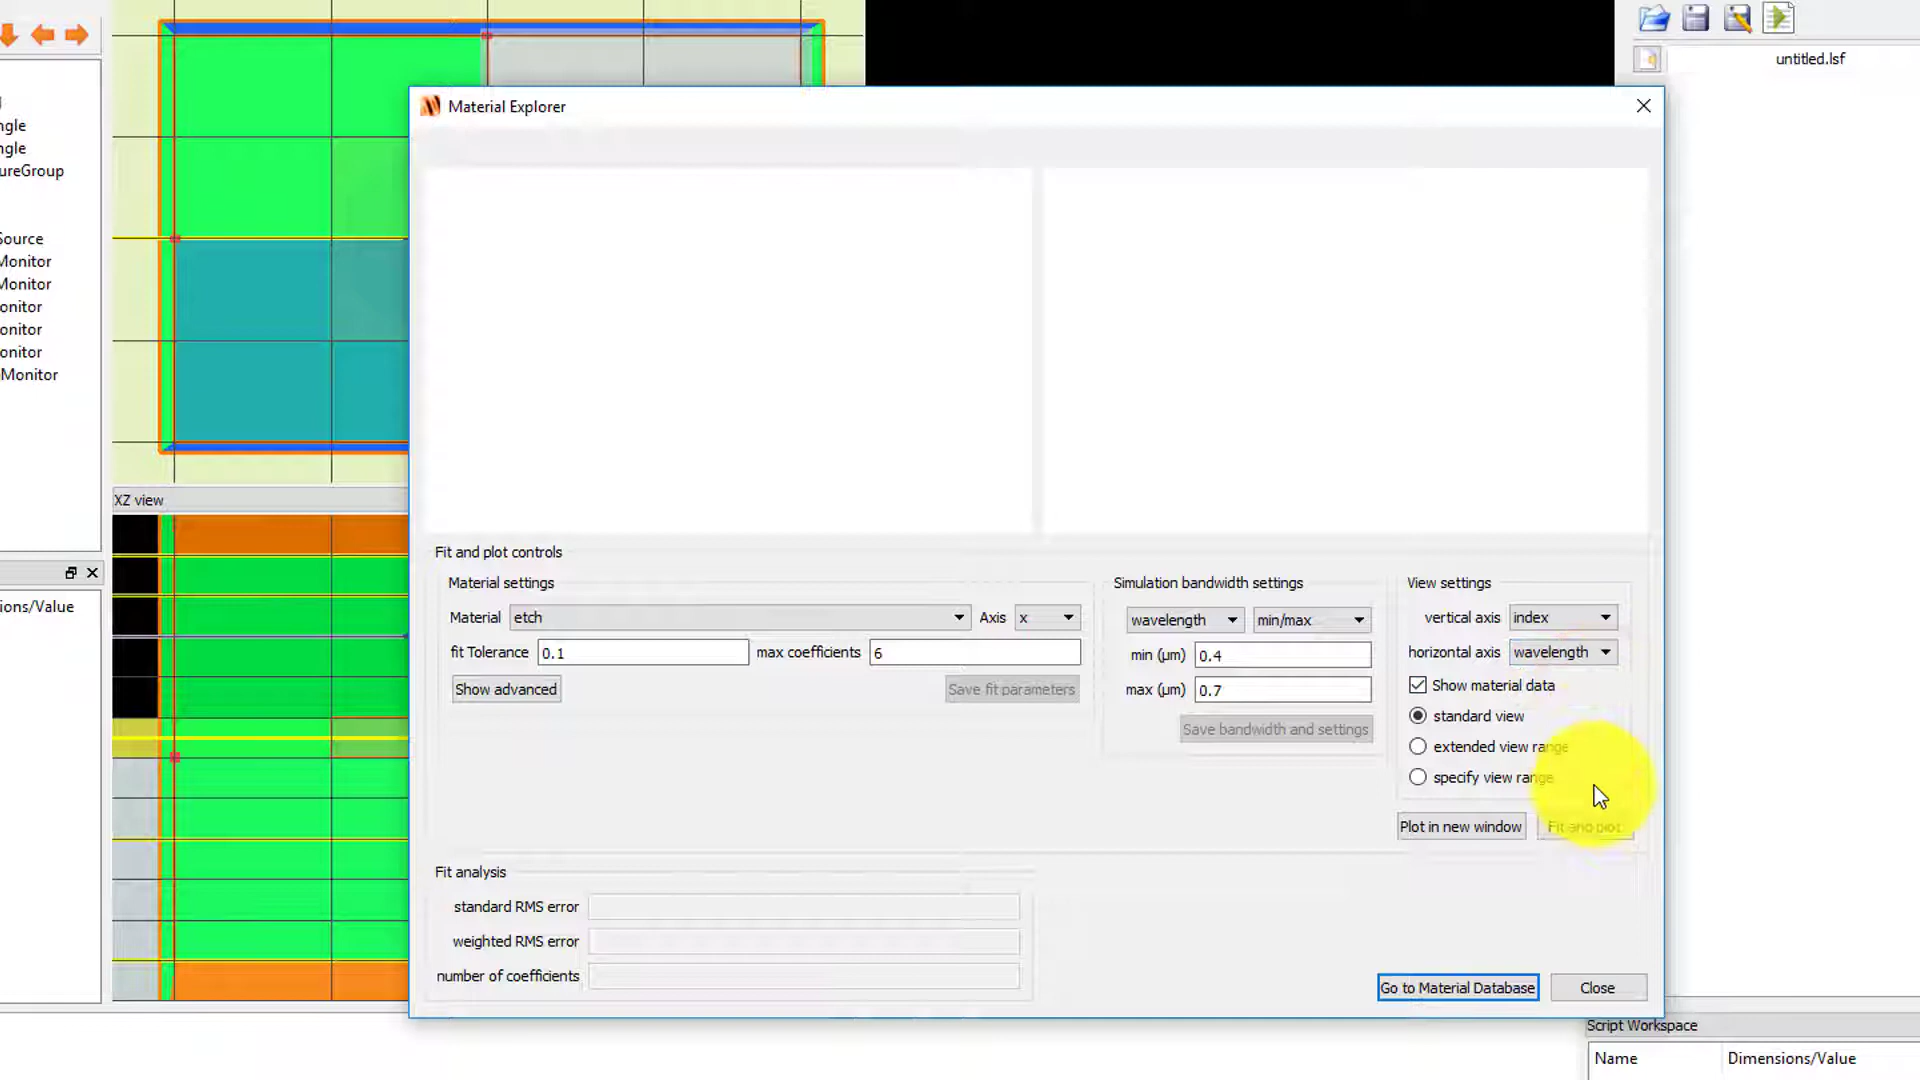 untitled.lsf
Material Explorer
ngle
ngle
ureGroup
Source
Monitor
Monitor
onitor
onitor
onitor
Monitor
XZ view
ions/Value
Fit and plot controls
Material settings
Material etch Axis x
fit Tolerance 0.1 max coefficients 6
Show advanced Save fit parameters
Simulation bandwidth settings
wavelength min/max
min (µm) 0.4
max (µm) 0.7
Save bandwidth and settings
View settings
vertical axis index
horizontal axis wavelength
Show material data
standard view
extended view range
specify view range
Plot in new window Fit and plot
Fit analysis
standard RMS error
weighted RMS error
number of coefficients
Go to Material Database Close
Script Workspace
Name Dimensions/Value